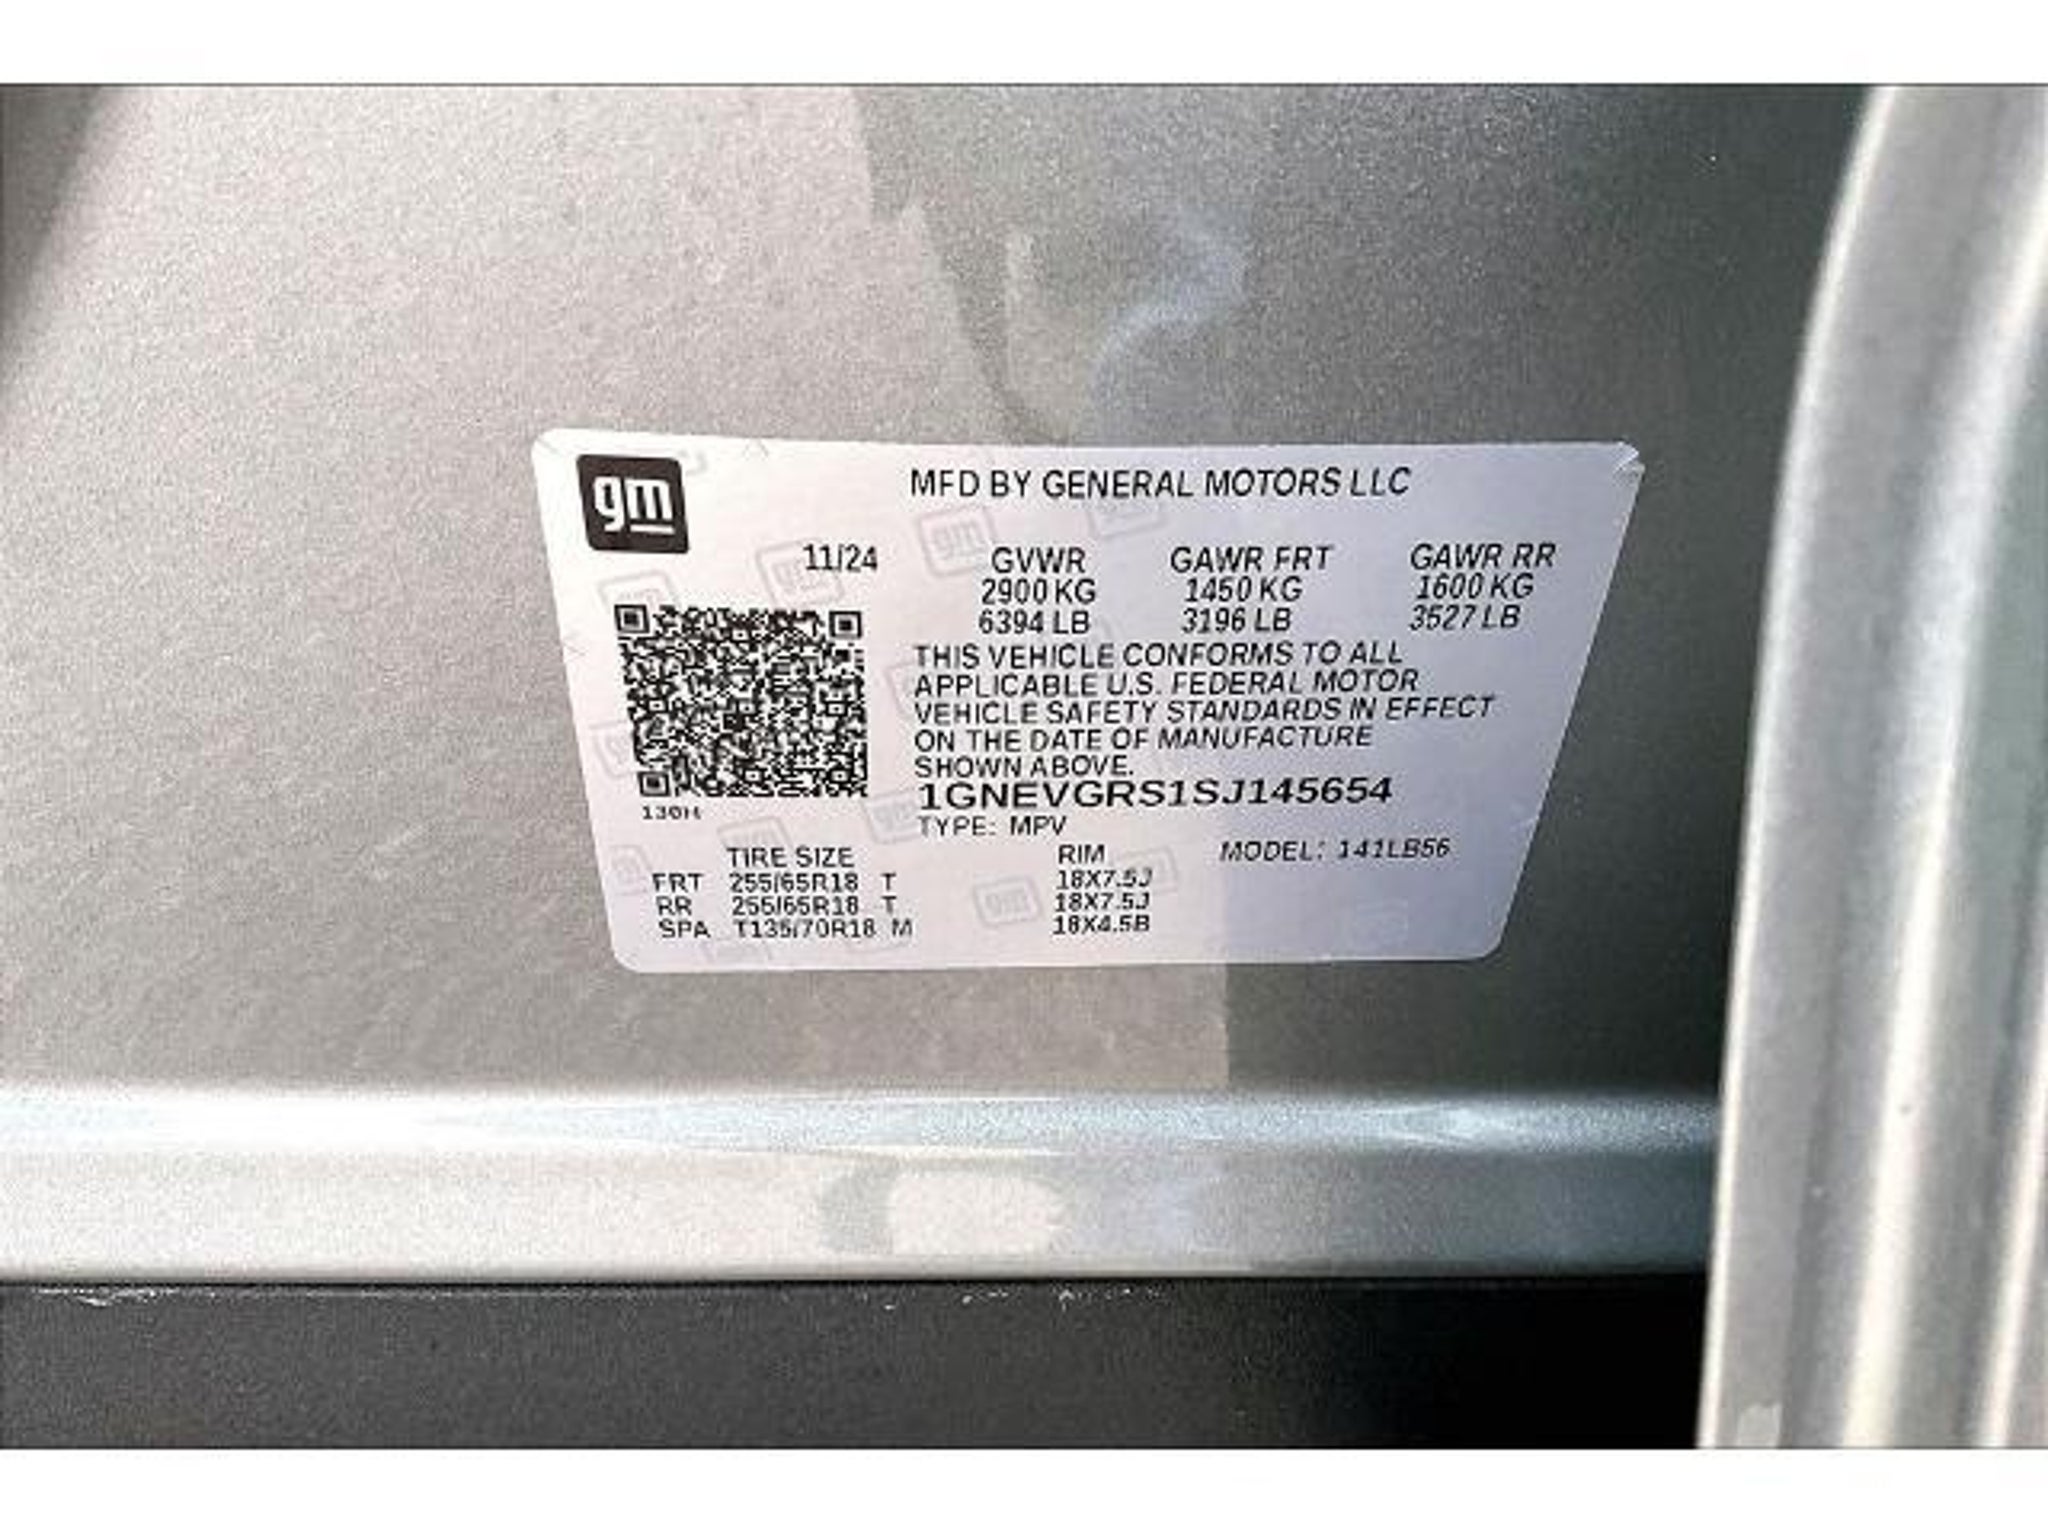 gm
MFD BY GENERAL MOTORS LLC
11/24 GVWR GAWR FRT GAWR RR
2900 KG 1450 KG 1600 KG
6394 LB 3196 LB 3527 LB
THIS VEHICLE CONFORMS TO ALL
APPLICABLE U.S. FEDERAL MOTOR
VEHICLE SAFETY STANDARDS IN EFFECT
ON THE DATE OF MANUFACTURE
SHOWN ABOVE.
1GNEVGRS1SJ145654
130H
TYPE: MPV
TIRE SIZE RIM MODEL: 141LB56
FRT 255/65R18 T 18X7.5J
RR 255/65R18 T 18X7.5J
SPA T135/70R18 M 18X4.5B